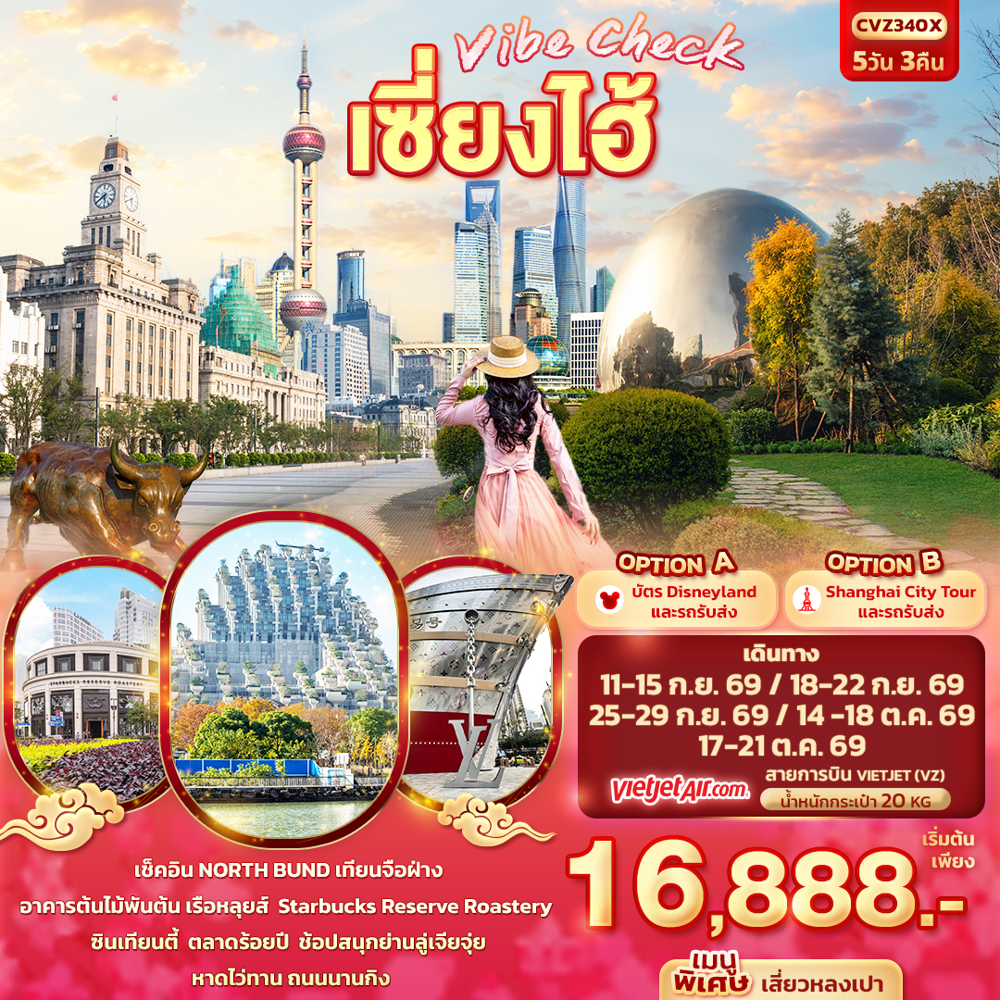 Vibe Check
เซี่ยงไฮ้
CVZ340X
5วัน 3คืน
OPTION A
บัตร Disneyland
และรถรับส่ง
OPTION B
Shanghai City Tour
และรถรับส่ง
เดินทาง
11-15 ก.ย. 69 / 18-22 ก.ย. 69
25-29 ก.ย. 69 / 14 -18 ต.ค. 69
17-21 ต.ค. 69
vietjetAir.com
สายการบิน VIETJET (VZ)
น้ำหนักกระเป๋า 20 KG
STARBUCKS RESERVE ROASTERY
LV
เช็คอิน NORTH BUND เทียนจือฝ่าง
อาคารต้นไม้พันต้น เรือหลุยส์ Starbucks Reserve Roastery
ซินเทียนตี้ ตลาดร้อยปี ช้อปสนุกย่านลู่เจียจุ่ย
หาดไว่ทาน ถนนนานกิง
เริ่มต้น
เพียง
16,888.-
เมนู
พิเศษ เสี่ยวหลงเปา